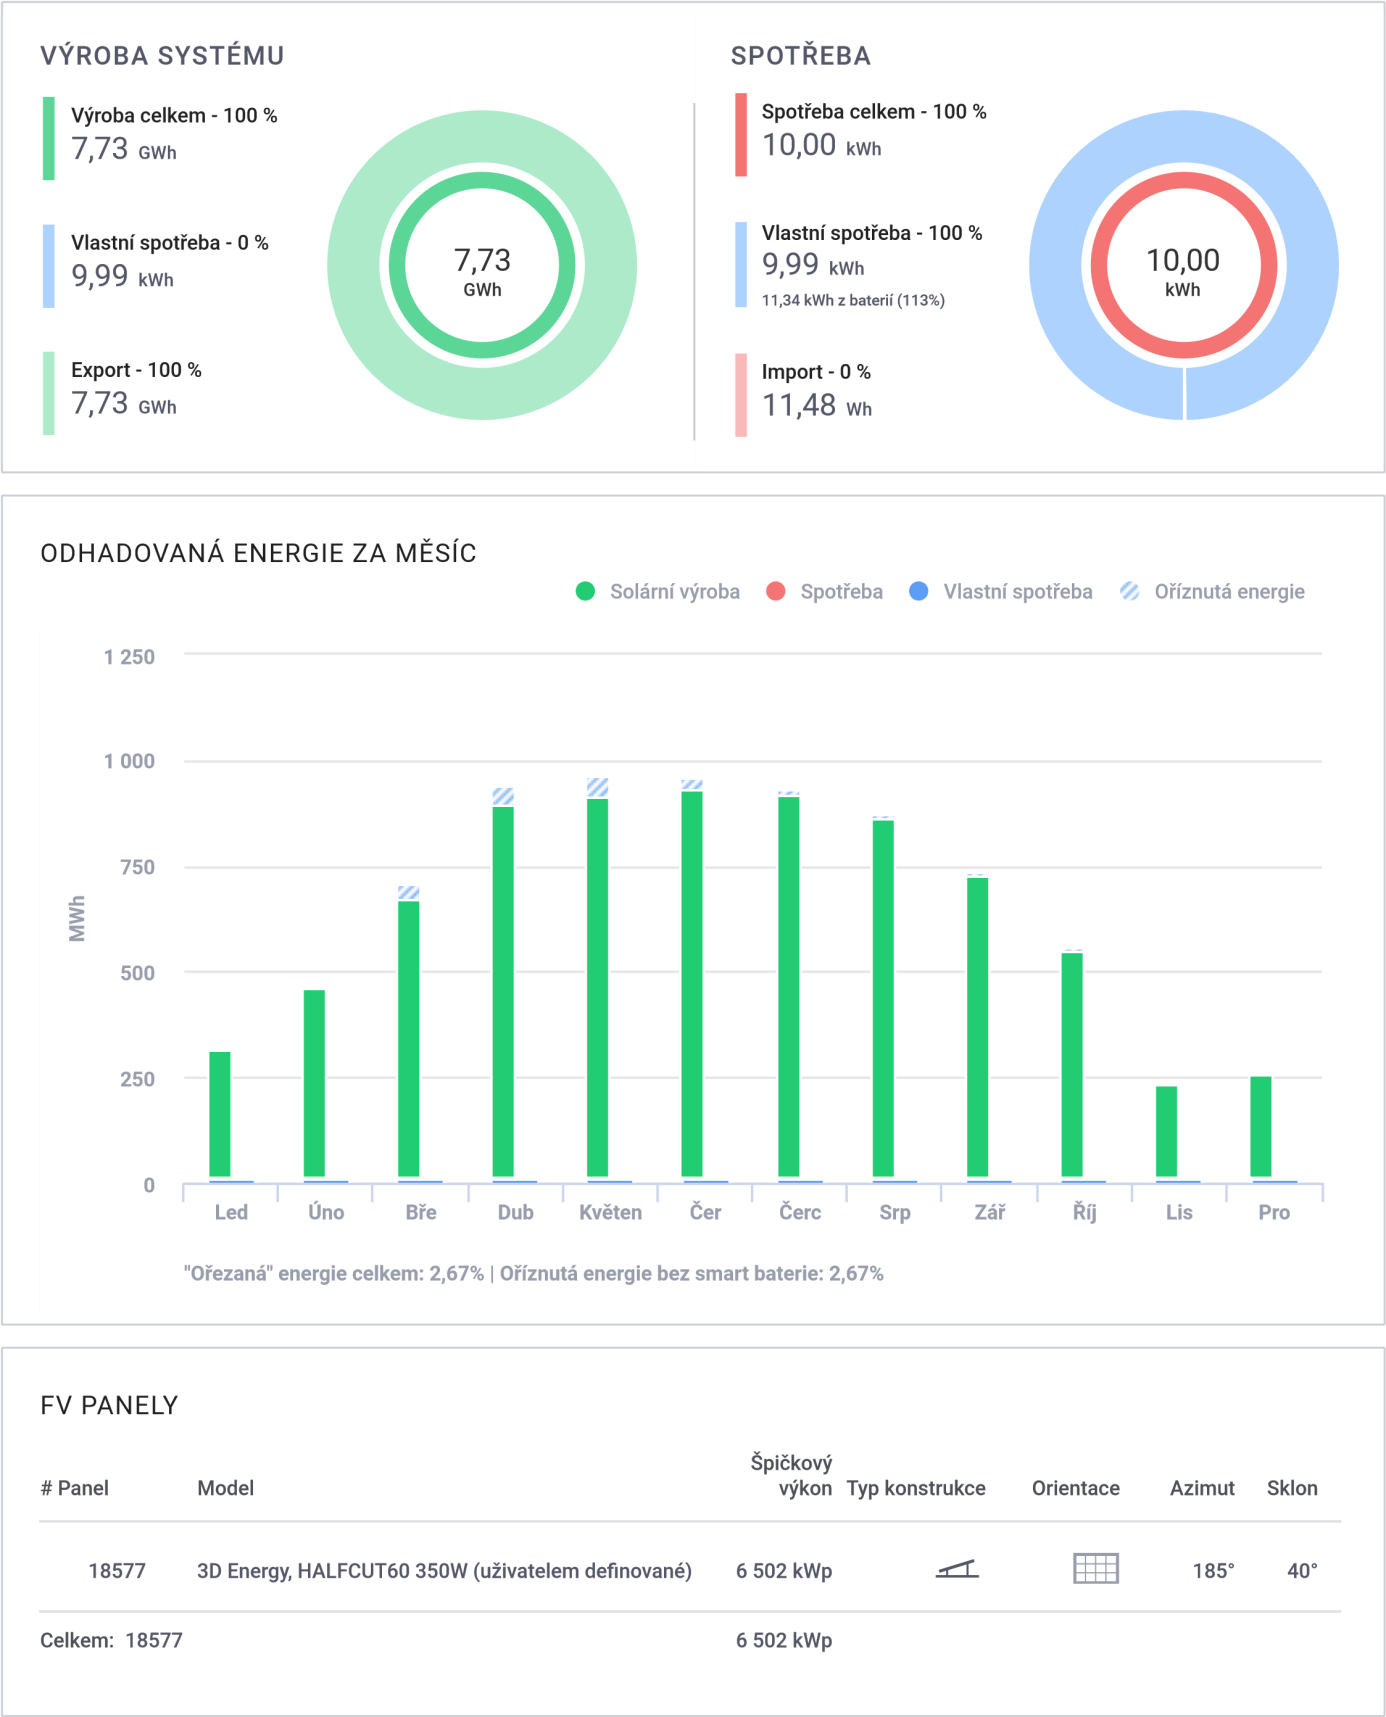 VÝROBA SYSTÉMU
Výroba celkem - 100 %
7,73 GWh
Vlastní spotřeba - 0 %
9,99 kWh
Export - 100 %
7,73 GWh
7,73
GWh
SPOTŘEBA
Spotřeba celkem - 100 %
10,00 kWh
Vlastní spotřeba - 100 %
9,99 kWh
11,34 kWh z baterií (113%)
Import - 0 %
11,48 Wh
10,00
kWh
ODHADOVANÁ ENERGIE ZA MĚSÍC
Solární výroba Spotřeba Vlastní spotřeba Oříznutá energie
1 250
1 000
750
500
250
0
MWh
Led Úno Bře Dub Květen Čer Čerc Srp Zář Říj Lis Pro
"Ořezaná" energie celkem: 2,67% | Oříznutá energie bez smart baterie: 2,67%
FV PANELY
# Panel Model Špičkový výkon Typ konstrukce Orientace Azimut Sklon
18577 3D Energy, HALFCUT60 350W (uživatelem definované) 6 502 kWp 185° 40°
Celkem: 18577 6 502 kWp